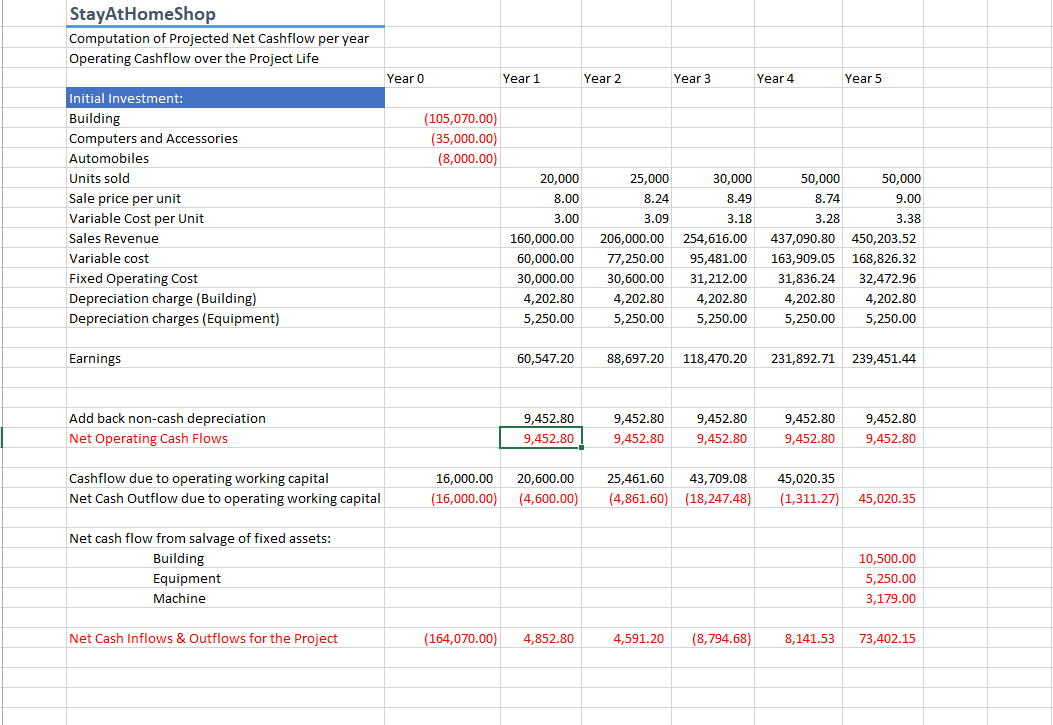 StayAtHomeShop
Computation of Projected Net Cashflow per year
Operating Cashflow over the Project Life
Year 0 Year 1 Year 2 Year 3 Year 4 Year 5
Initial Investment:
Building (105,070.00)
Computers and Accessories (35,000.00)
Automobiles (8,000.00)
Units sold 20,000 25,000 30,000 50,000 50,000
Sale price per unit 8.00 8.24 8.49 8.74 9.00
Variable Cost per Unit 3.00 3.09 3.18 3.28 3.38
Sales Revenue 160,000.00 206,000.00 254,616.00 437,090.80 450,203.52
Variable cost 60,000.00 77,250.00 95,481.00 163,909.05 168,826.32
Fixed Operating Cost 30,000.00 30,600.00 31,212.00 31,836.24 32,472.96
Depreciation charge (Building) 4,202.80 4,202.80 4,202.80 4,202.80 4,202.80
Depreciation charges (Equipment) 5,250.00 5,250.00 5,250.00 5,250.00 5,250.00
Earnings 60,547.20 88,697.20 118,470.20 231,892.71 239,451.44
Add back non-cash depreciation 9,452.80 9,452.80 9,452.80 9,452.80 9,452.80
Net Operating Cash Flows 9,452.80 9,452.80 9,452.80 9,452.80 9,452.80
Cashflow due to operating working capital 16,000.00 20,600.00 25,461.60 43,709.08 45,020.35
Net Cash Outflow due to operating working capital (16,000.00) (4,600.00) (4,861.60) (18,247.48) (1,311.27) 45,020.35
Net cash flow from salvage of fixed assets:
Building 10,500.00
Equipment 5,250.00
Machine 3,179.00
Net Cash Inflows & Outflows for the Project (164,070.00) 4,852.80 4,591.20 (8,794.68) 8,141.53 73,402.15